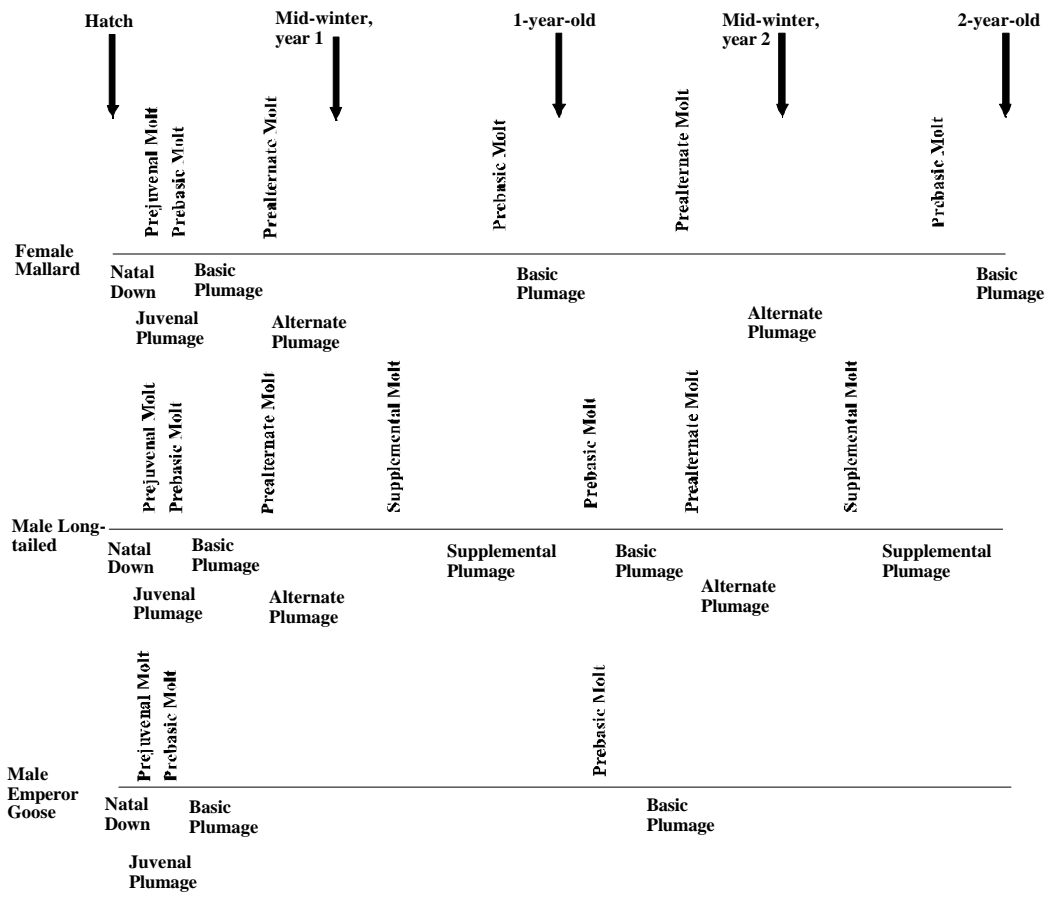 Hatch
Mid-winter,
year 1
1-year-old
Mid-winter,
year 2
2-year-old
Prejuvenal Molt
Prebasic Molt
Prealternate Molt
Prebasic Molt
Prealternate Molt
Prebasic Molt
Female
Mallard
Natal
Down
Basic
Plumage
Basic
Plumage
Basic
Plumage
Juvenal
Plumage
Alternate
Plumage
Alternate
Plumage
Prejuvenal Molt
Prebasic Molt
Prealternate Molt
Supplemental Molt
Prebasic Molt
Prealternate Molt
Supplemental Molt
Male Long-
tailed
Natal
Down
Basic
Plumage
Supplemental
Plumage
Basic
Plumage
Supplemental
Plumage
Juvenal
Plumage
Alternate
Plumage
Alternate
Plumage
Prejuvenal Molt
Prebasic Molt
Prebasic Molt
Male
Emperor
Goose
Natal
Down
Basic
Plumage
Basic
Plumage
Juvenal
Plumage